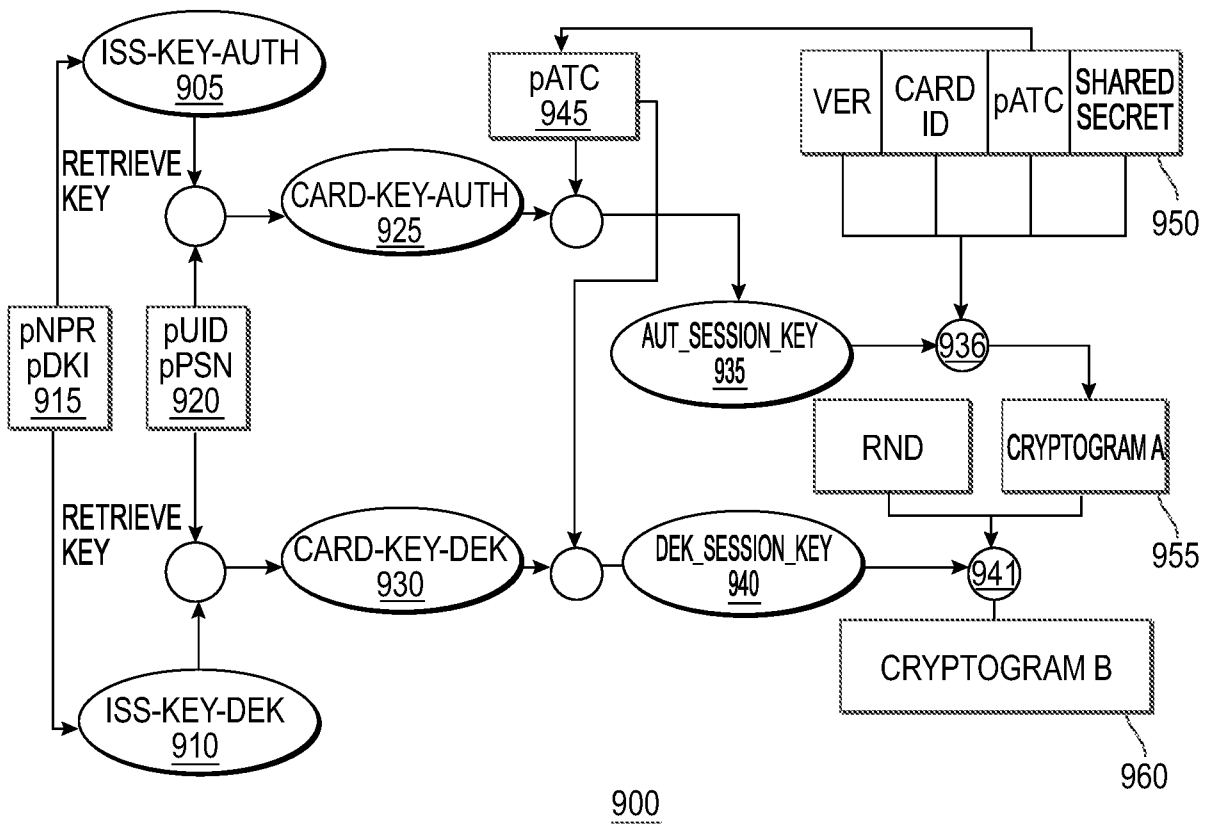 ISS-KEY-AUTH
905
RETRIEVE
KEY
pATC
945
VER
CARD
ID
pATC
SHARED
SECRET
950
CARD-KEY-AUTH
925
pNPR
pDKI
915
pUID
pPSN
920
AUT_SESSION_KEY
935
936
RND
CRYPTOGRAM A
955
RETRIEVE
KEY
CARD-KEY-DEK
930
DEK_SESSION_KEY
940
941
ISS-KEY-DEK
910
CRYPTOGRAM B
960
900